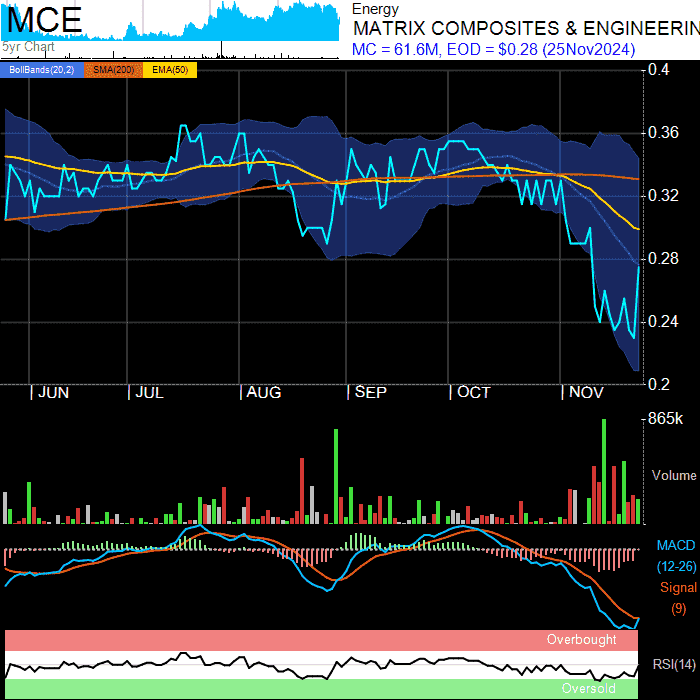 MCE
5yr Chart
Energy
MATRIX COMPOSITES & ENGINEERIN
MC = 61.6M, EOD = $0.28 (25Nov2024)
BollBands(20,2) SMA(200) EMA(50)
0.4
0.36
0.32
0.28
0.24
0.2
JUN JUL AUG SEP OCT NOV
865k
Volume
MACD
(12-26)
Signal
(9)
Overbought
RSI(14)
Oversold